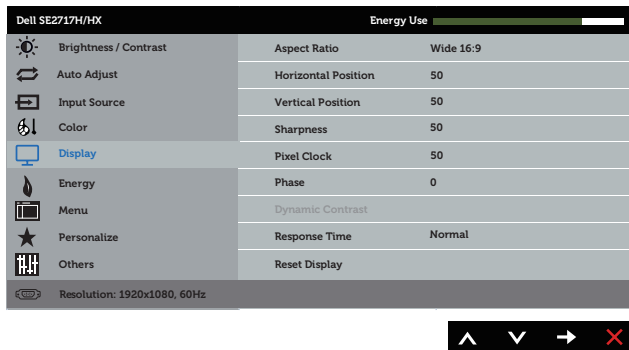 Dell SE2717H/HX Energy Use
Brightness / Contrast
Auto Adjust
Input Source
Color
Display
Energy
Menu
Personalize
Others
Aspect Ratio Wide 16:9
Horizontal Position 50
Vertical Position 50
Sharpness 50
Pixel Clock 50
Phase 0
Dynamic Contrast
Response Time Normal
Reset Display
Resolution: 1920x1080, 60Hz